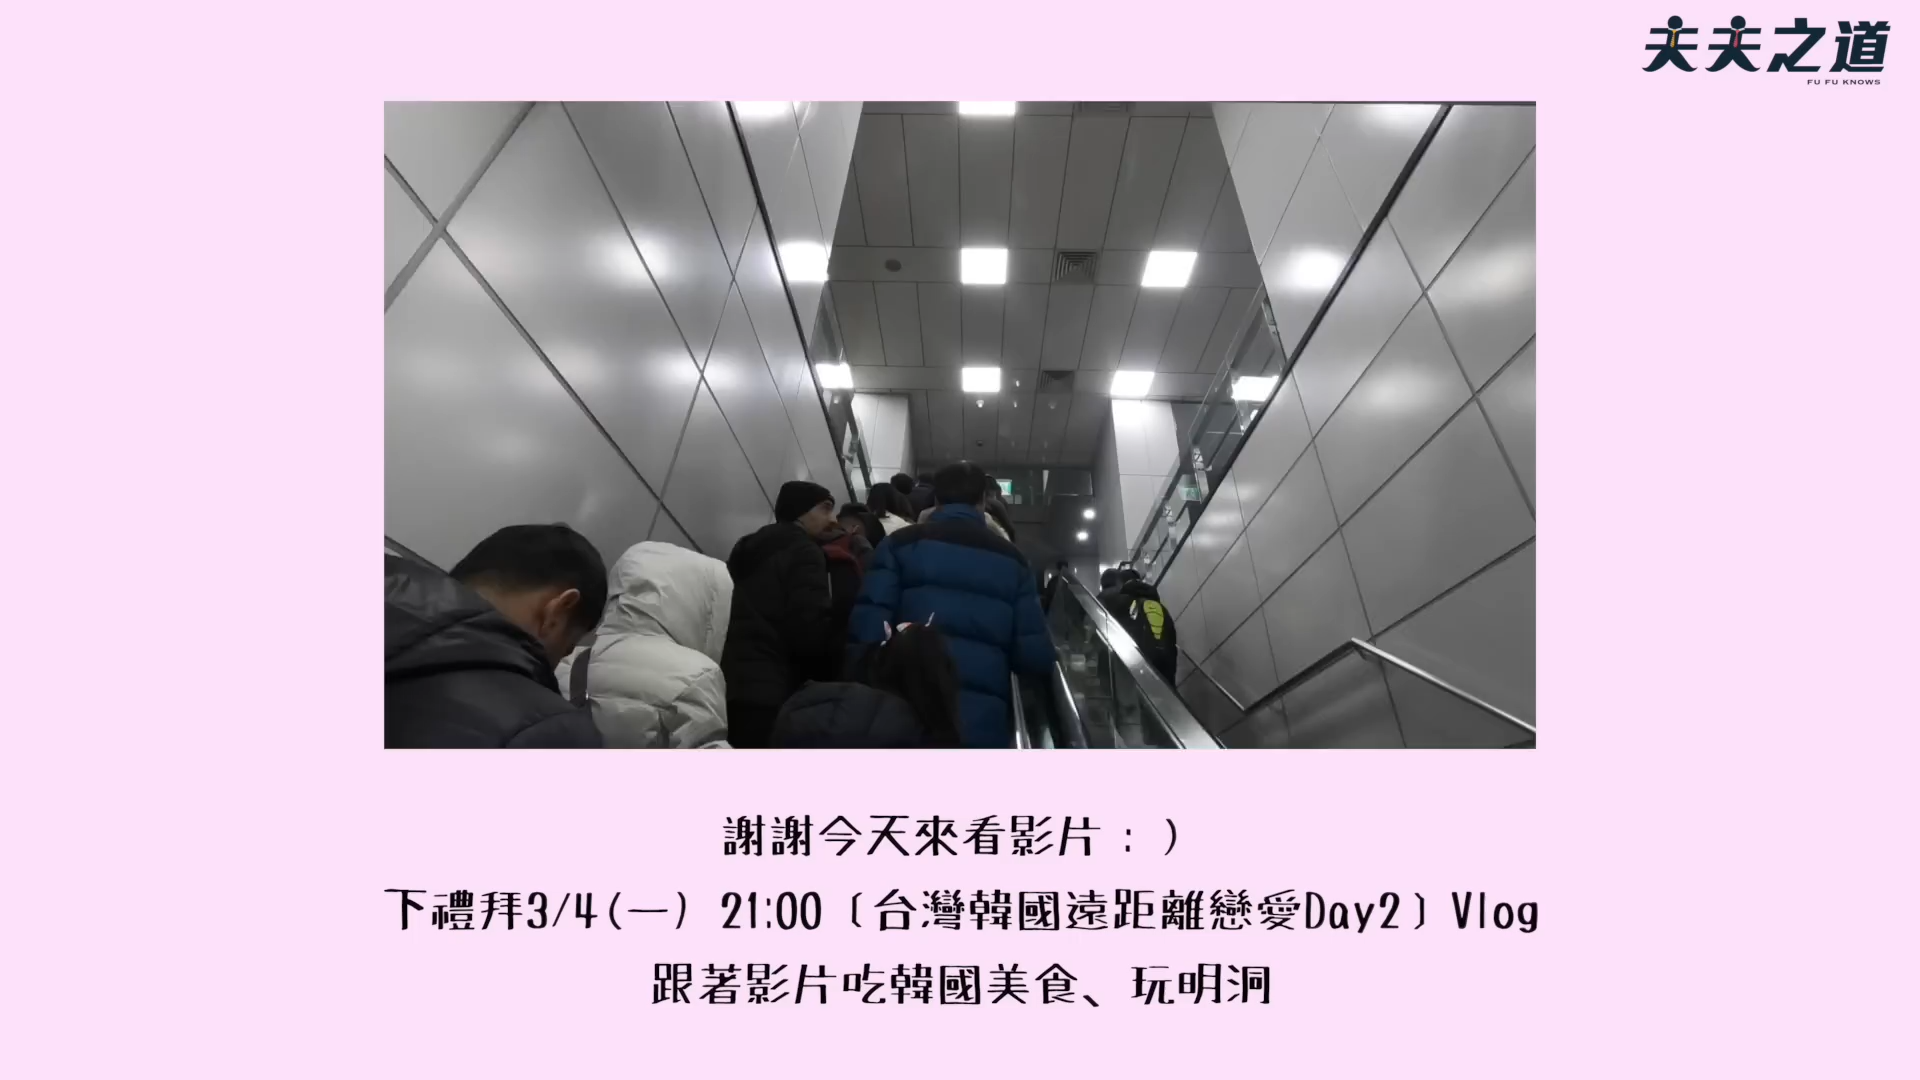 夫夫之道
FU FU KNOWS
謝謝今天來看影片：）
下禮拜3/4(一) 21:00〔台灣韓國遠距離戀愛Day2〕Vlog
跟著影片吃韓國美食、玩明洞